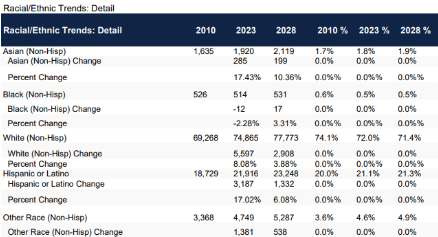 Racial/Ethnic Trends: Detail
Racial/Ethnic Trends: Detail 2010 2023 2028 2010 % 2023 % 2028 %
Asian (Non-Hisp) 1,635 1,920 2,119 1.7% 1.8% 1.9%
Asian (Non-Hisp) Change 285 199 0.0% 0.0% 0.0%
Percent Change 17.43% 10.36% 0.0%% 0.0%% 0.0%
Black (Non-Hisp) 526 514 531 0.6% 0.5% 0.5%
Black (Non-Hisp) Change -12 17 0.0% 0.0% 0.0%
Percent Change -2.28% 3.31% 0.0%% 0.0%% 0.0%
White (Non-Hisp) 69,268 74,865 77,773 74.1% 72.0% 71.4%
White (Non-Hisp) Change 5,597 2,908 0.0% 0.0% 0.0%
Percent Change 8.08% 3.88% 0.0%% 0.0%% 0.0%
Hispanic or Latino 18,729 21,916 23,248 20.0% 21.1% 21.3%
Hispanic or Latino Change 3,187 1,332 0.0% 0.0% 0.0%
Percent Change 17.02% 6.08% 0.0%% 0.0%% 0.0%
Other Race (Non-Hisp) 3,368 4,749 5,287 3.6% 4.6% 4.9%
Other Race (Non-Hisp) Change 1,381 538 0.0% 0.0% 0.0%